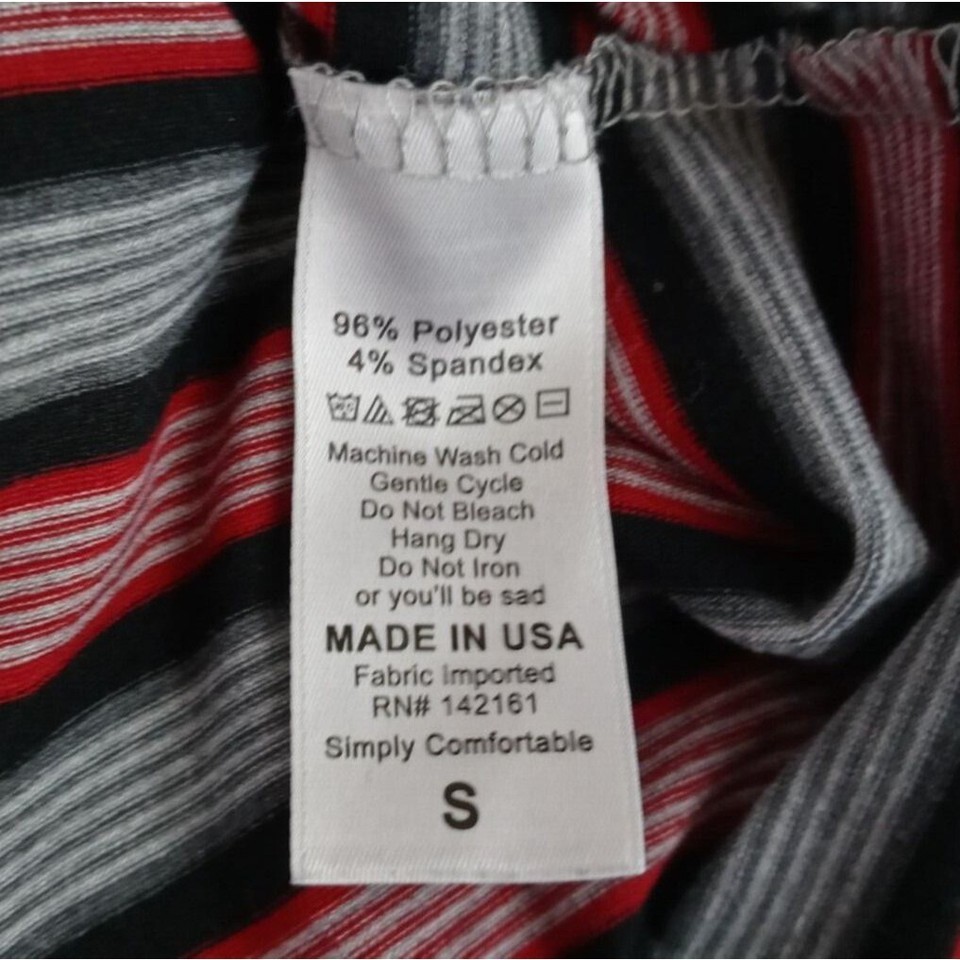 96% Polyester
4% Spandex
Machine Wash Cold
Gentle Cycle
Do Not Bleach
Hang Dry
Do Not Iron
or you'll be sad
MADE IN USA
Fabric Imported
RN# 142161
Simply Comfortable
S